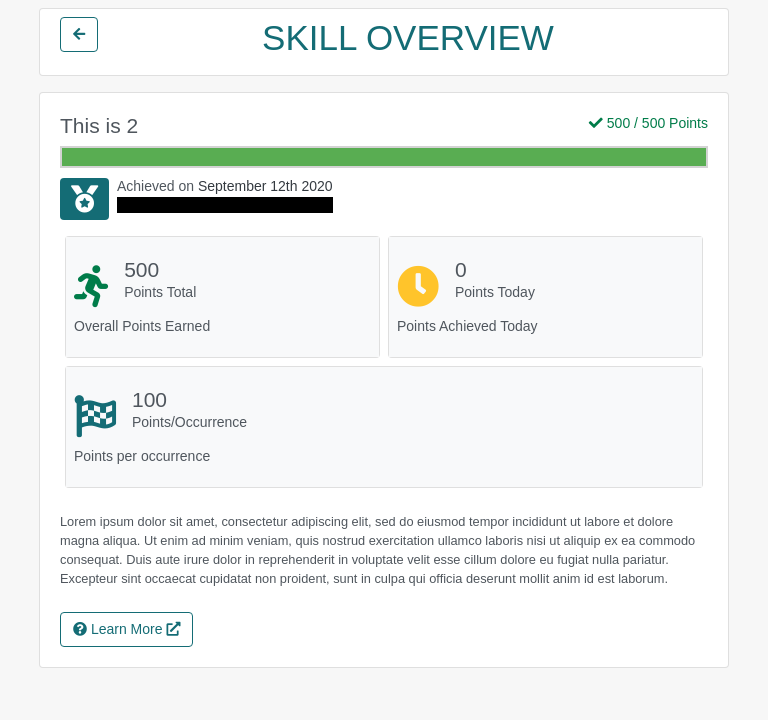 SKILL OVERVIEW
This is 2
500 / 500 Points
Achieved on September 12th 2020
500
Points Total
Overall Points Earned
0
Points Today
Points Achieved Today
100
Points/Occurrence
Points per occurrence
Lorem ipsum dolor sit amet, consectetur adipiscing elit, sed do eiusmod tempor incididunt ut labore et dolore
magna aliqua. Ut enim ad minim veniam, quis nostrud exercitation ullamco laboris nisi ut aliquip ex ea commodo
consequat. Duis aute irure dolor in reprehenderit in voluptate velit esse cillum dolore eu fugiat nulla pariatur.
Excepteur sint occaecat cupidatat non proident, sunt in culpa qui officia deserunt mollit anim id est laborum.
Learn More